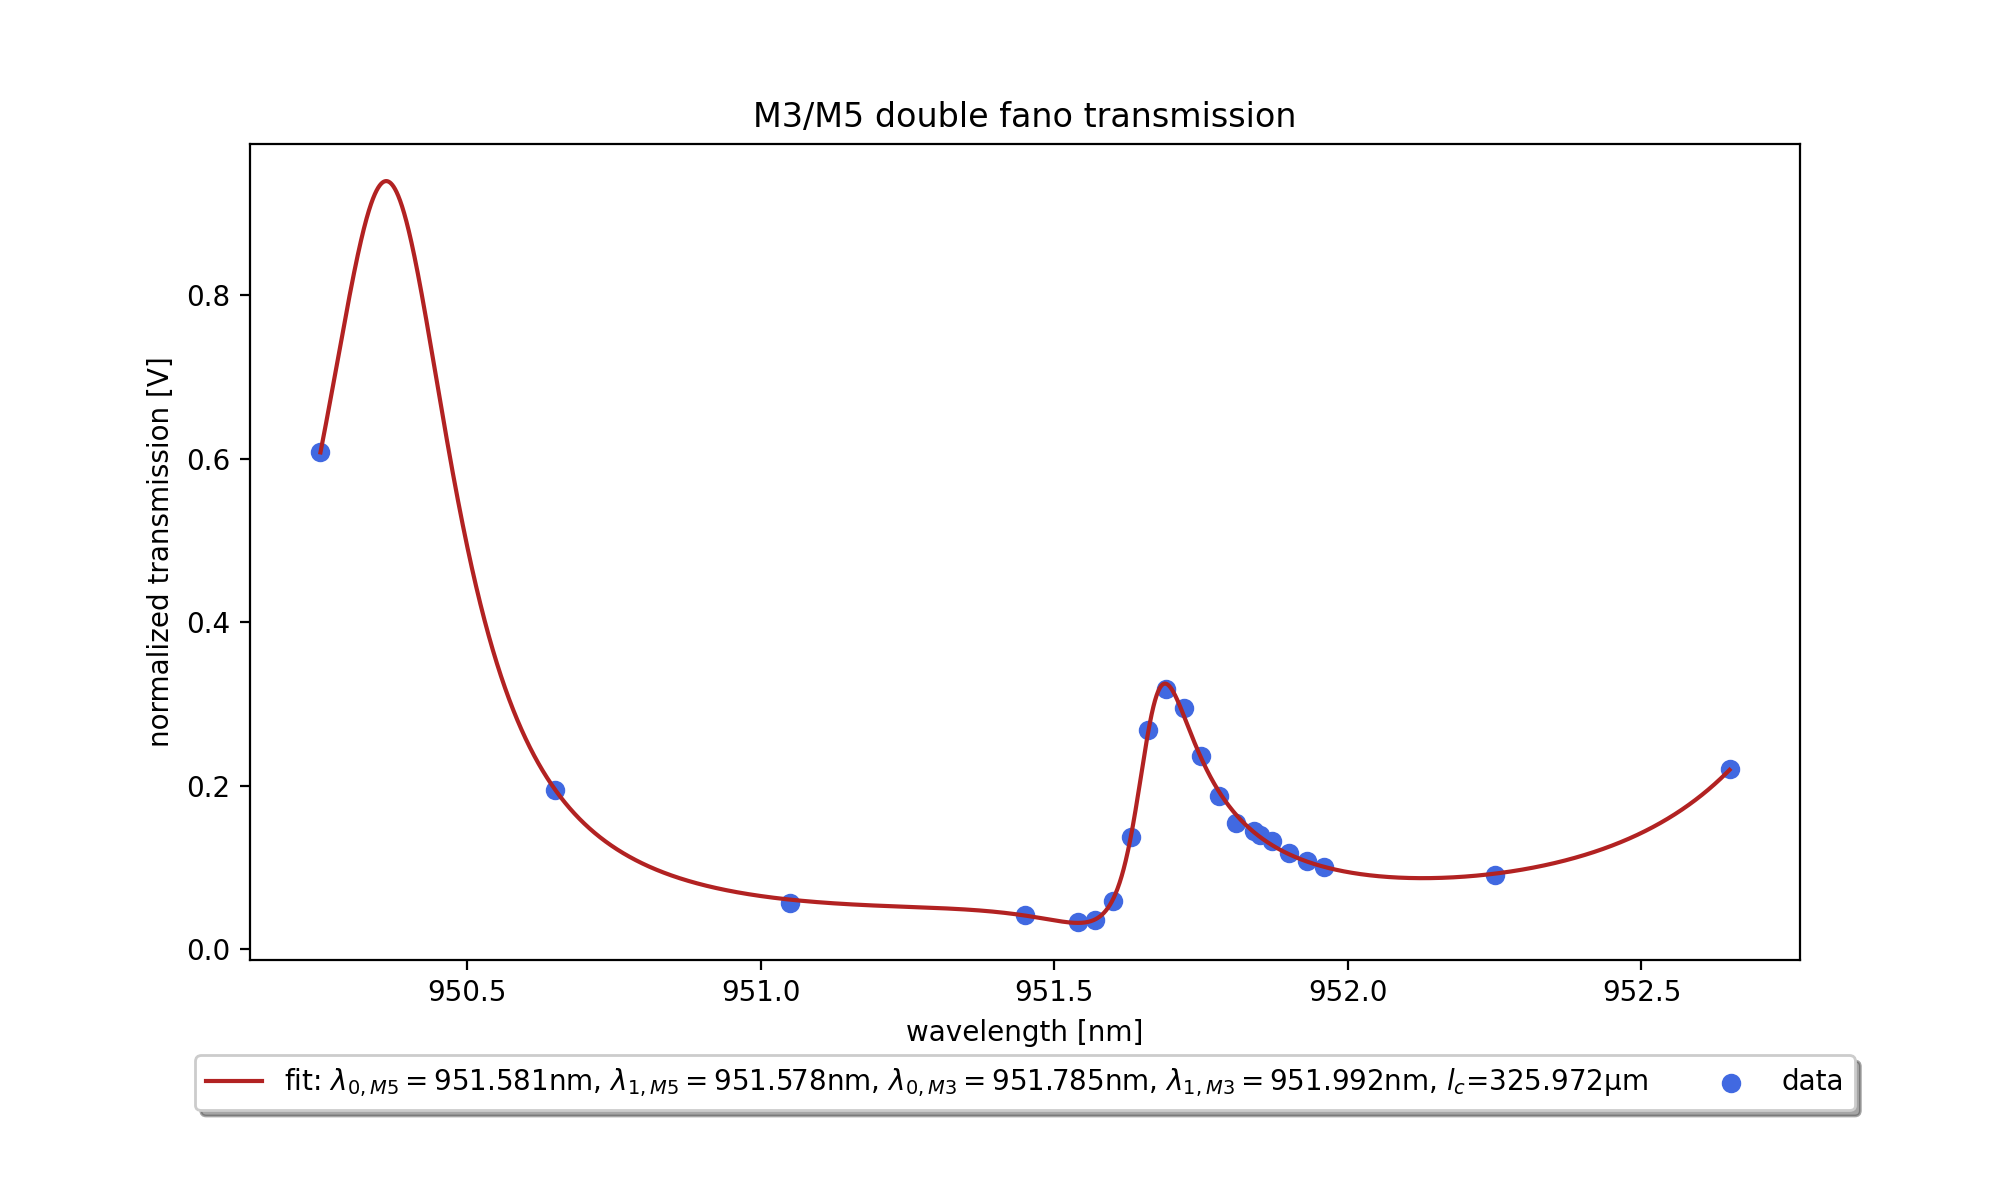 M3/M5 double fano transmission
normalized transmission [V]
0.8
0.6
0.4
0.2
0.0
950.5 951.0 951.5 952.0 952.5
wavelength [nm]
fit: λ0,M5 = 951.581nm, λ1,M5 = 951.578nm, λ0,M3 = 951.785nm, λ1,M3 = 951.992nm, lc=325.972μm data